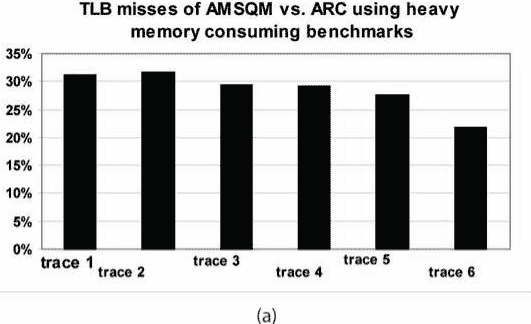 TLB misses of AMSQM vs. ARC using heavy
memory consuming benchmarks
35%
30%
25%
20%
15%
10%
5%
0%
trace 1
trace 2
trace 3
trace 4
trace 5
trace 6
(a)